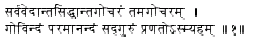 सर्ववेदान्तसिद्धान्तगोचरं तमगोचरम् ।
गोविन्दं परमानन्दं सद्गुरुं प्रणतोऽस्म्यहम् ॥१॥